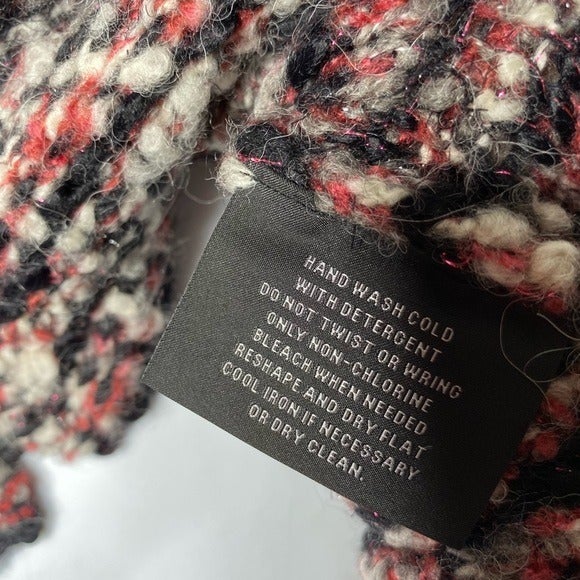 HAND WASH COLD
WITH DETERGENT
DO NOT TWIST OR WRING
ONLY NON-CHLORINE
BLEACH WHEN NEEDED
RESHAPE AND DRY FLAT
COOL IRON IF NECESSARY
OR DRY CLEAN.